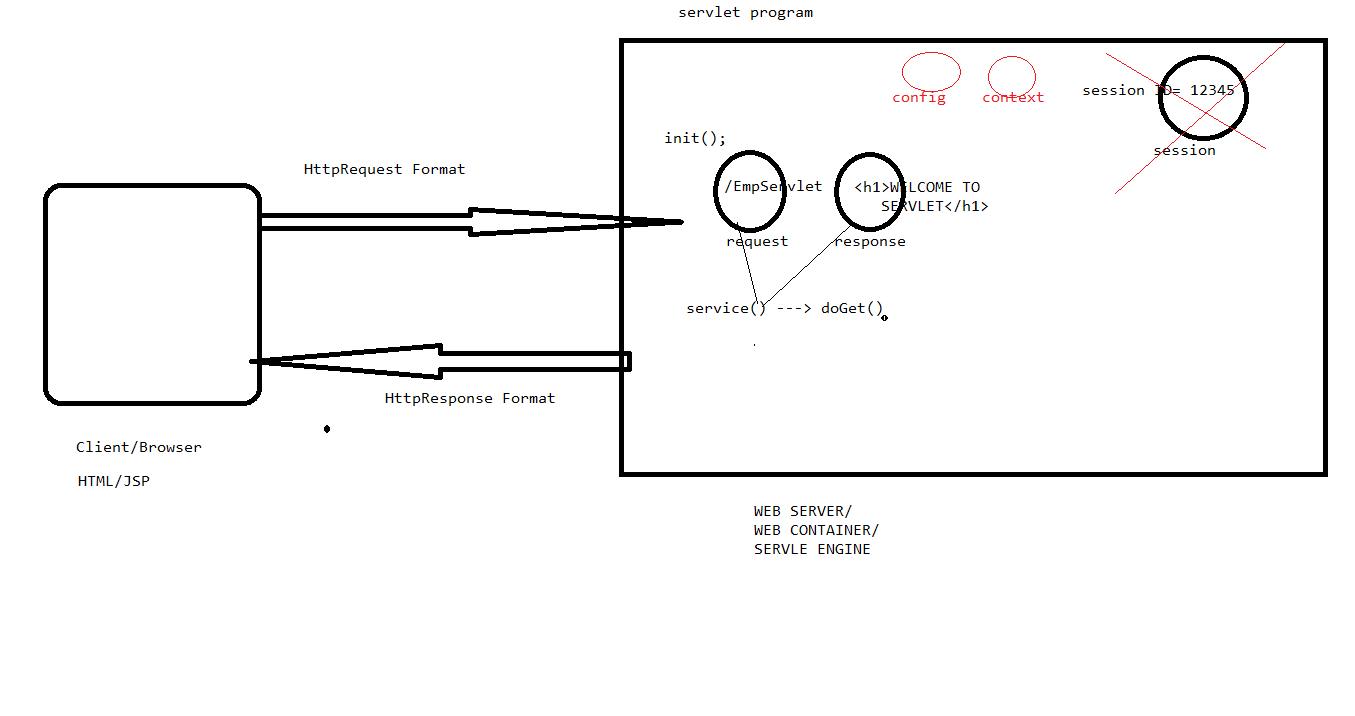 servlet program
config
context
session ID= 12345
session
init();
HttpRequest Format
/EmpServlet
<h1>WELCOME TO
SERVLET</h1>
request
response
service() ---> doGet()
HttpResponse Format
Client/Browser
HTML/JSP
WEB SERVER/
WEB CONTAINER/
SERVLE ENGINE